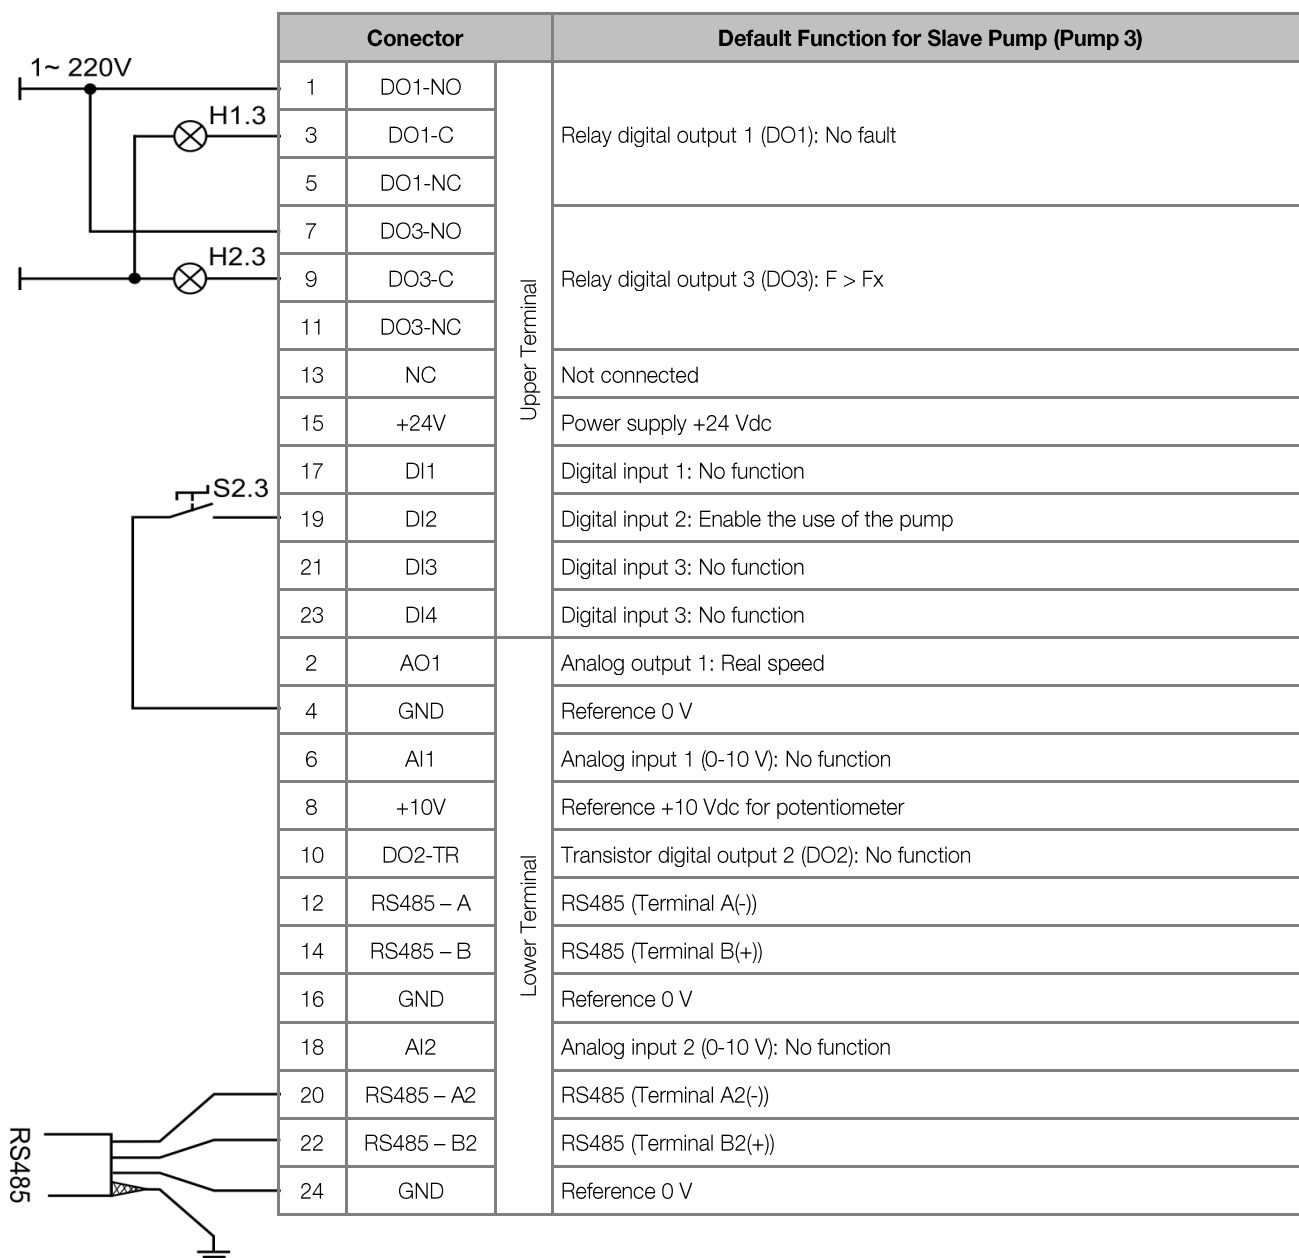 Conector Default Function for Slave Pump (Pump 3)
1~ 220V
1 DO1-NO
H1.3
3 DO1-C Relay digital output 1 (DO1): No fault
5 DO1-NC
7 DO3-NO
H2.3
9 DO3-C Relay digital output 3 (DO3): F > Fx
11 DO3-NC
Upper Terminal
13 NC Not connected
15 +24V Power supply +24 Vdc
17 DI1 Digital input 1: No function
S2.3
19 DI2 Digital input 2: Enable the use of the pump
21 DI3 Digital input 3: No function
23 DI4 Digital input 3: No function
2 AO1 Analog output 1: Real speed
4 GND Reference 0 V
6 AI1 Analog input 1 (0-10 V): No function
8 +10V Reference +10 Vdc for potentiometer
10 DO2-TR Transistor digital output 2 (DO2): No function
Lower Terminal
12 RS485 – A RS485 (Terminal A(-))
14 RS485 – B RS485 (Terminal B(+))
16 GND Reference 0 V
18 AI2 Analog input 2 (0-10 V): No function
20 RS485 – A2 RS485 (Terminal A2(-))
22 RS485 – B2 RS485 (Terminal B2(+))
RS485
24 GND Reference 0 V